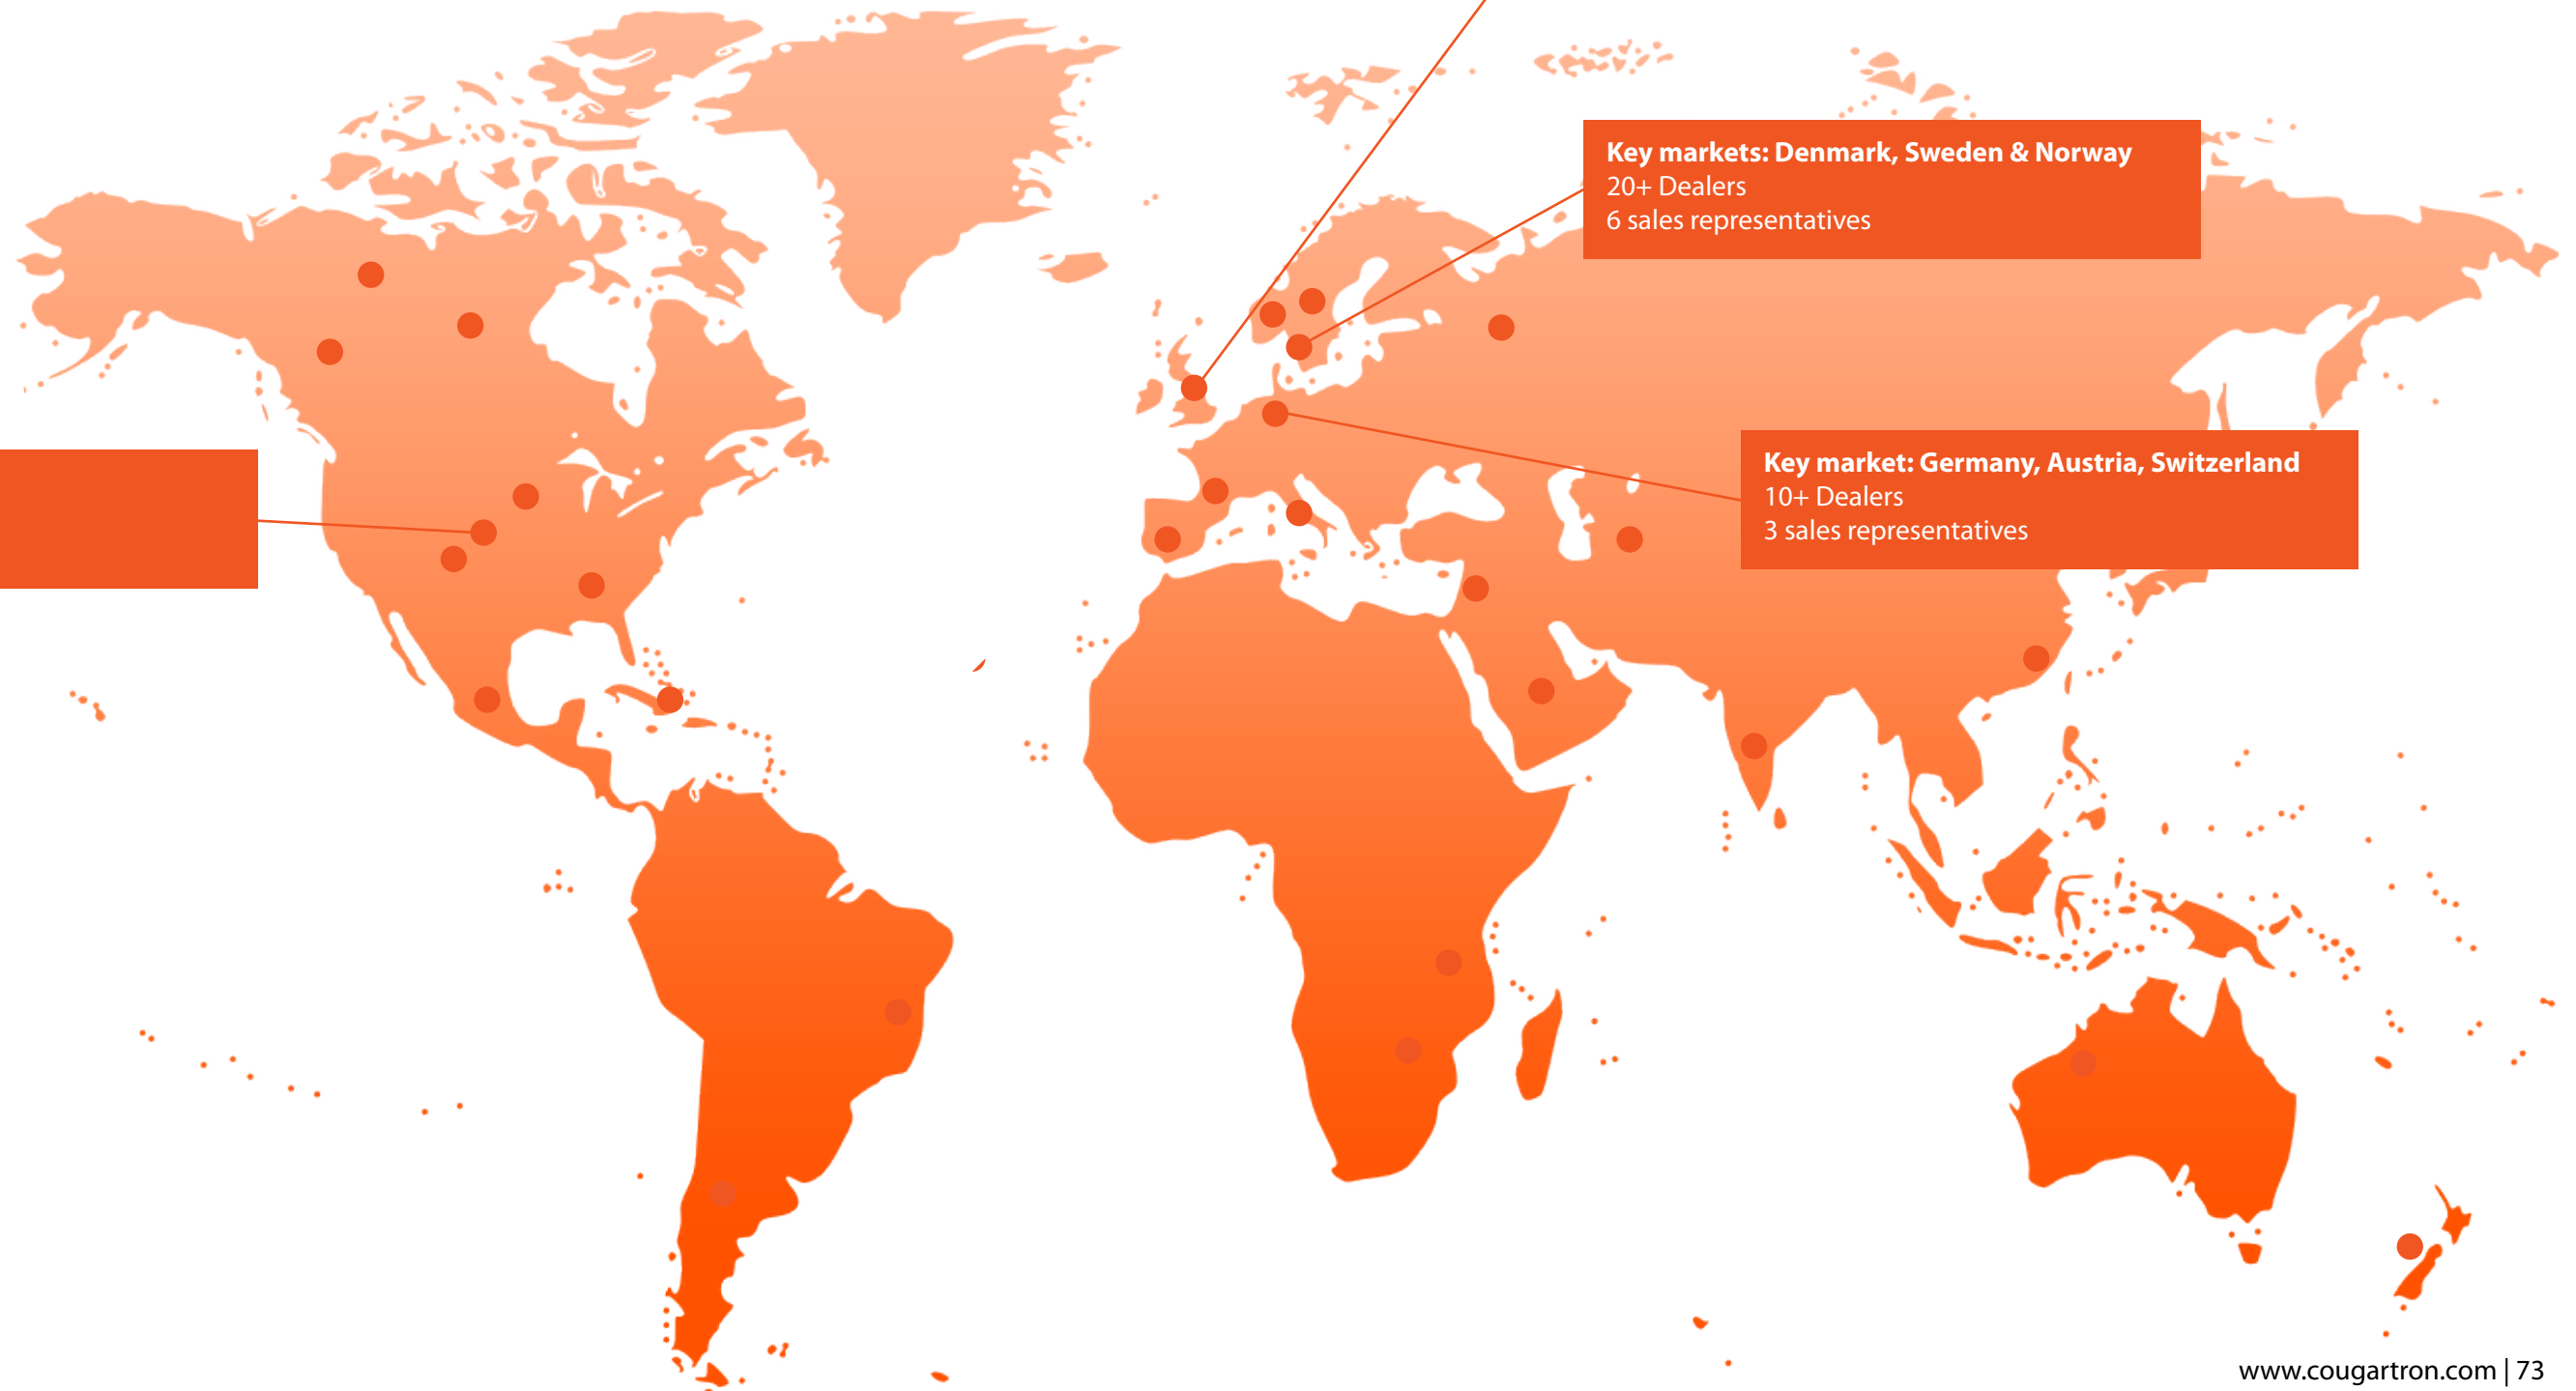 Key markets: Denmark, Sweden & Norway
20+ Dealers
6 sales representatives
Key market: Germany, Austria, Switzerland
10+ Dealers
3 sales representatives
www.cougartron.com | 73